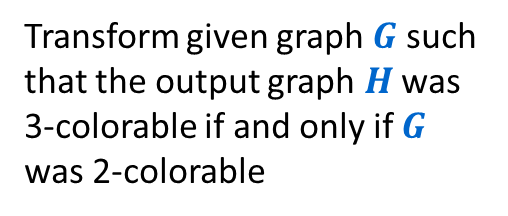 Transform given graph G such
that the output graph H was
3-colorable if and only if G
was 2-colorable